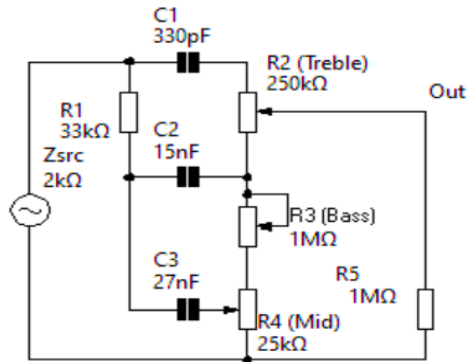 C1
330pF
R2 (Treble)
250kΩ
Out
R1
33kΩ
C2
15nF
Zsrc
2kΩ
R3 (Bass)
1MΩ
C3
27nF
R5
1MΩ
R4 (Mid)
25kΩ